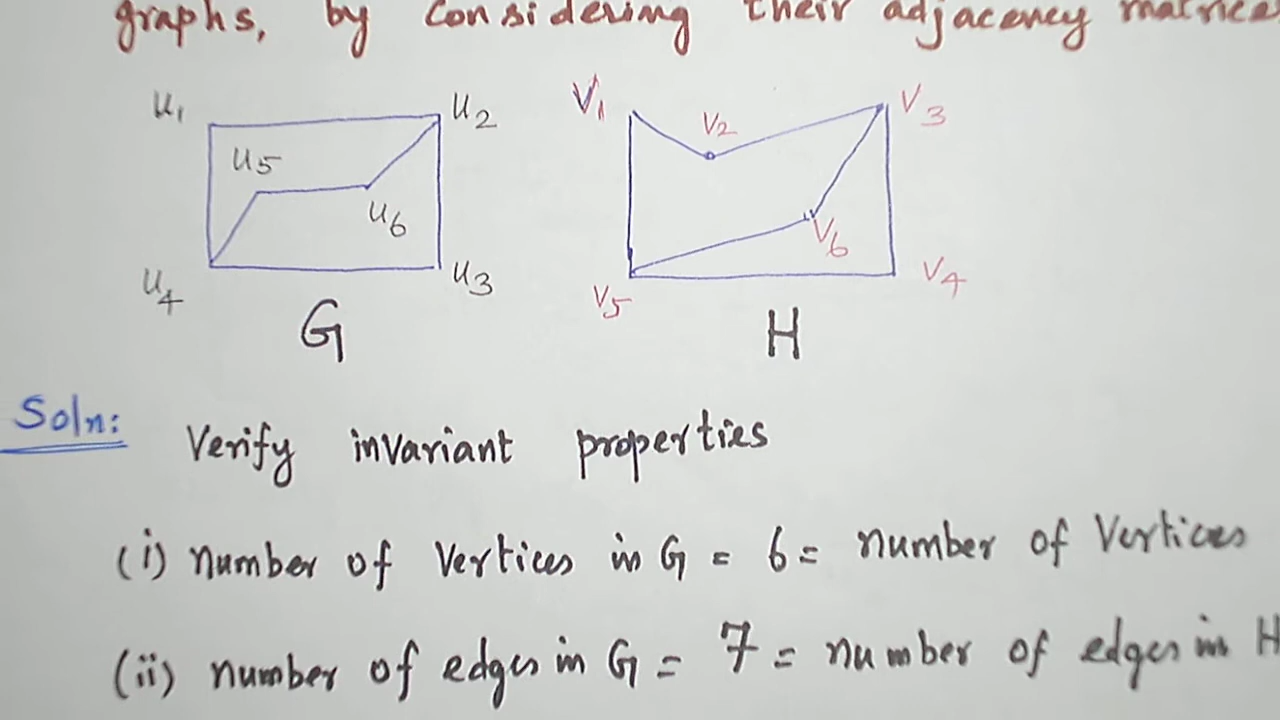 graphs, by considering their adjacency matrices
u1 u2 V1 V2 V3
u5 u6 V6
u4 u3 V5 V4
G H
Soln: Verify invariant properties
(i) number of Vertices in G = 6 = number of Vertices
(ii) number of edges in G = 7 = number of edges in H